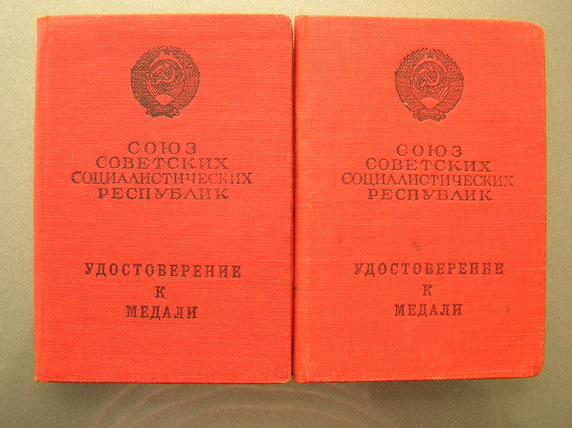 СОЮЗ
СОВЕТСКИХ
СОЦИАЛИСТИЧЕСКИХ
РЕСПУБЛИК
УДОСТОВЕРЕНИЕ
К
МЕДАЛИ
СОЮЗ
СОВЕТСКИХ
СОЦИАЛИСТИЧЕСКИХ
РЕСПУБЛИК
УДОСТОВЕРЕНИЕ
К
МЕДАЛИ